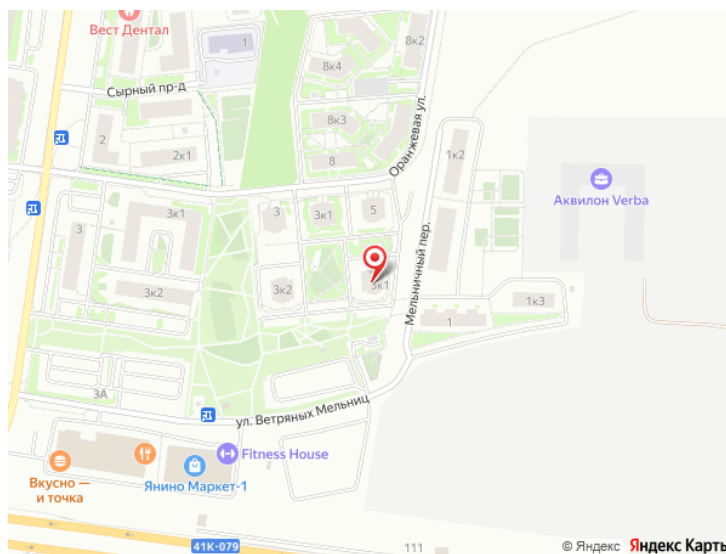 Вест Дентал
1
8к2
8к4
Сырный пр-д
Оранжевая ул.
8к3
2
2к1
8
1к2
Аквилон Verba
3к1
3
3к1
5
3
Мельничный пер.
3к2
3к2
1к3
1
3А
ул. Ветряных Мельниц
Fitness House
Вкусно —
и точка
Янино Маркет-1
41К-079
111
© Яндекс Яндекс Карты